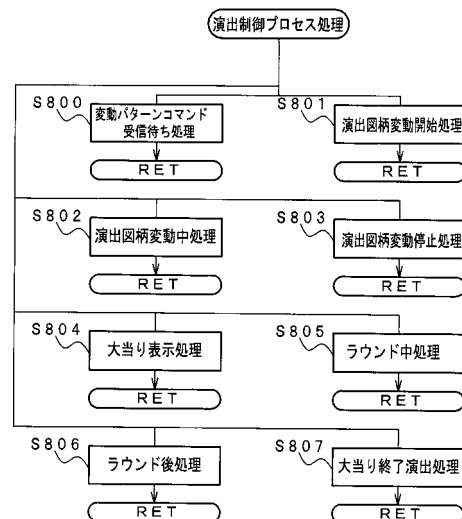 演出制御プロセス処理
S800
変動パターンコマンド
受信待ち処理
RET
S801
演出図柄変動開始処理
RET
S802
演出図柄変動中処理
RET
S803
演出図柄変動停止処理
RET
S804
大当り表示処理
RET
S805
ラウンド中処理
RET
S806
ラウンド後処理
RET
S807
大当り終了演出処理
RET